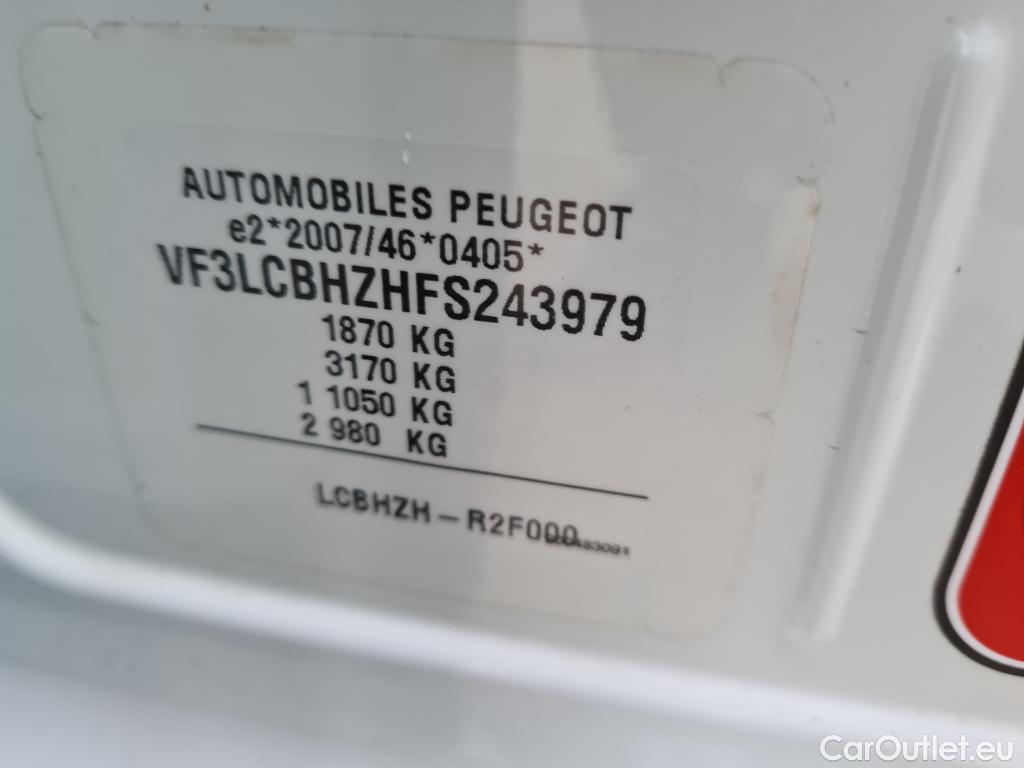 AUTOMOBILES PEUGEOT
e2*2007/46*0405*
VF3LCBHZHFS243979
1870 KG
3170 KG
1 1050 KG
2 980 KG
LCBHZH - R2F000
CarOutlet.eu